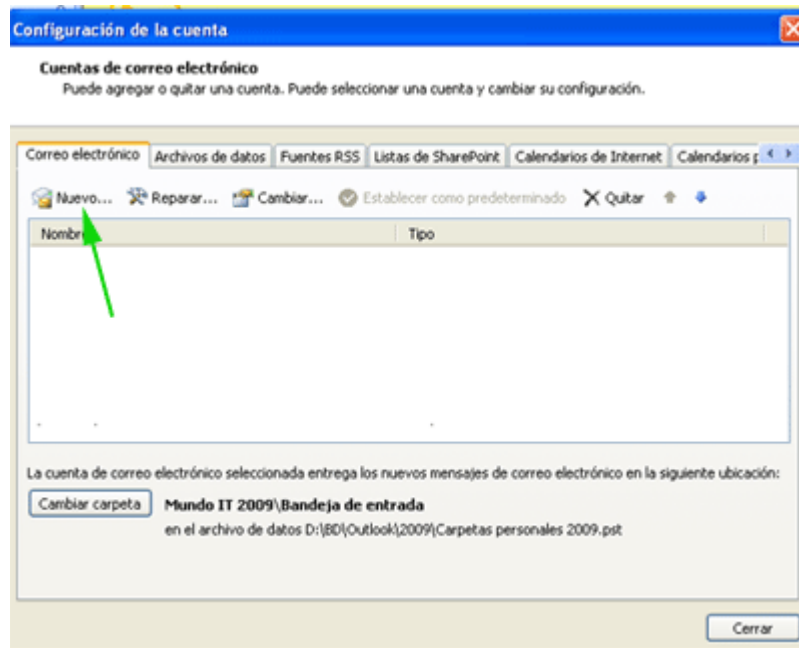 Configuración de la cuenta
Cuentas de correo electrónico
Puede agregar o quitar una cuenta. Puede seleccionar una cuenta y cambiar su configuración.
Correo electrónico Archivos de datos Fuentes RSS Listas de SharePoint Calendarios de Internet Calendarios p
Nuevo... Reparar... Cambiar... Establecer como predeterminado Quitar
Nombre Tipo
La cuenta de correo electrónico seleccionada entrega los nuevos mensajes de correo electrónico en la siguiente ubicación:
Cambiar carpeta Mundo IT 2009\Bandeja de entrada
en el archivo de datos D:\BD\Outlook\2009\Carpetas personales 2009.pst
Cerrar